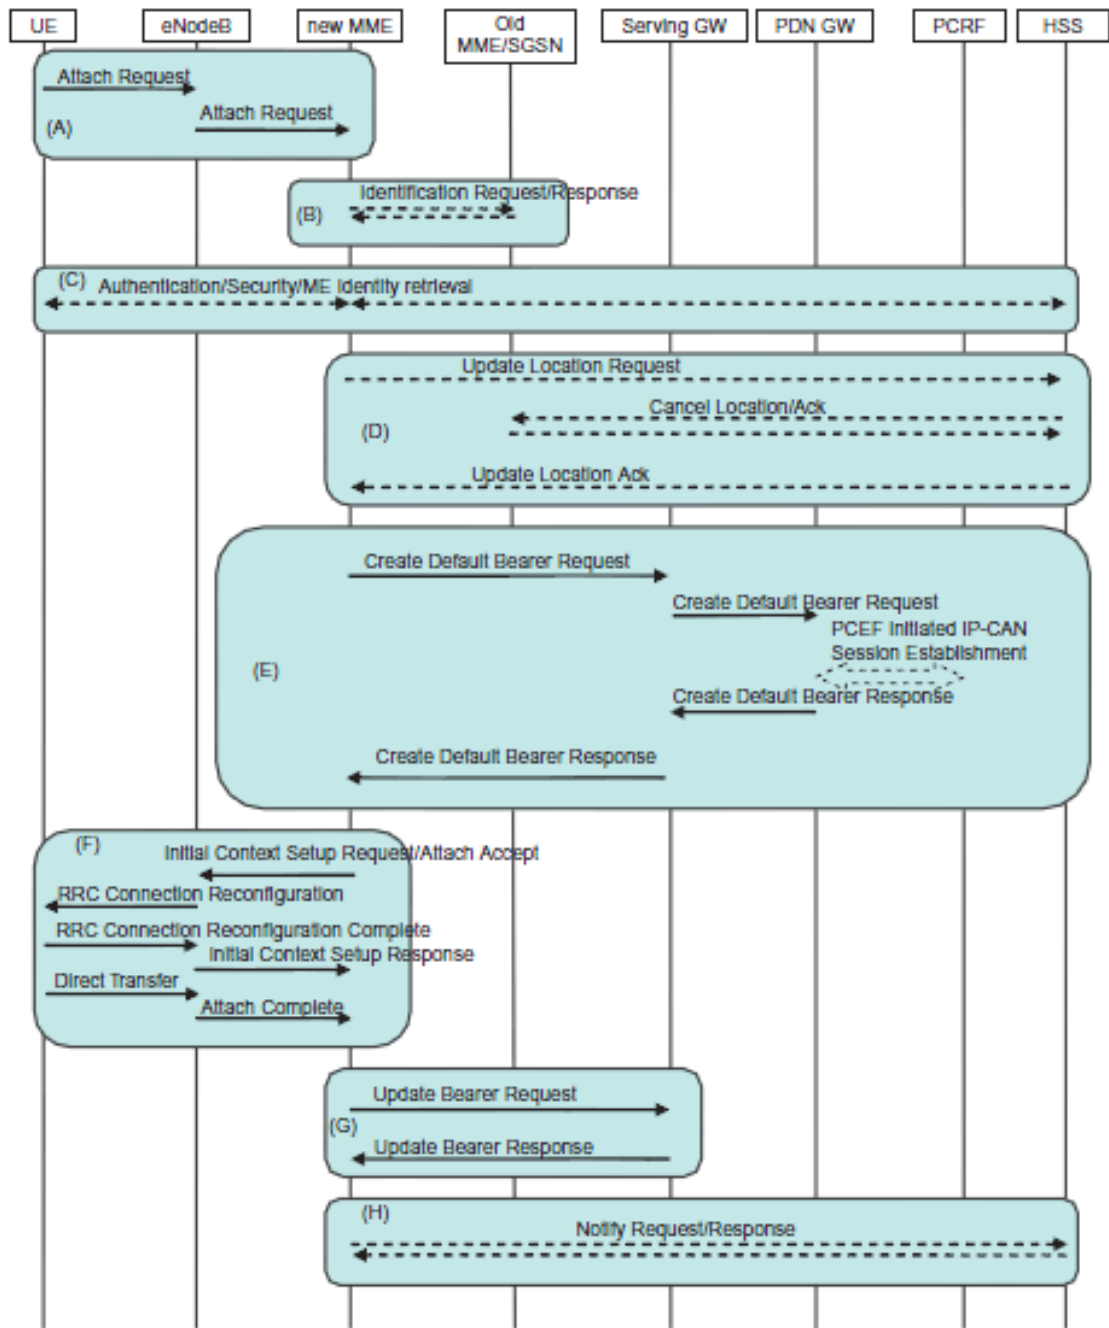 UE
eNodeB
new MME
Old
MME/SGSN
Serving GW
PDN GW
PCRF
HSS
Attach Request
Attach Request
(A)
Identification Request/Response
(B)
(C)
Authentication/Security/ME Identity retrieval
Update Location Request
Cancel Location/Ack
(D)
Update Location Ack
Create Default Bearer Request
Create Default Bearer Request
PCEF Initiated IP-CAN
Session Establishment
(E)
Create Default Bearer Response
Create Default Bearer Response
(F)
Initial Context Setup Request/Attach Accept
RRC Connection Reconfiguration
RRC Connection Reconfiguration Complete
Initial Context Setup Response
Direct Transfer
Attach Complete
Update Bearer Request
(G)
Update Bearer Response
(H)
Notify Request/Response